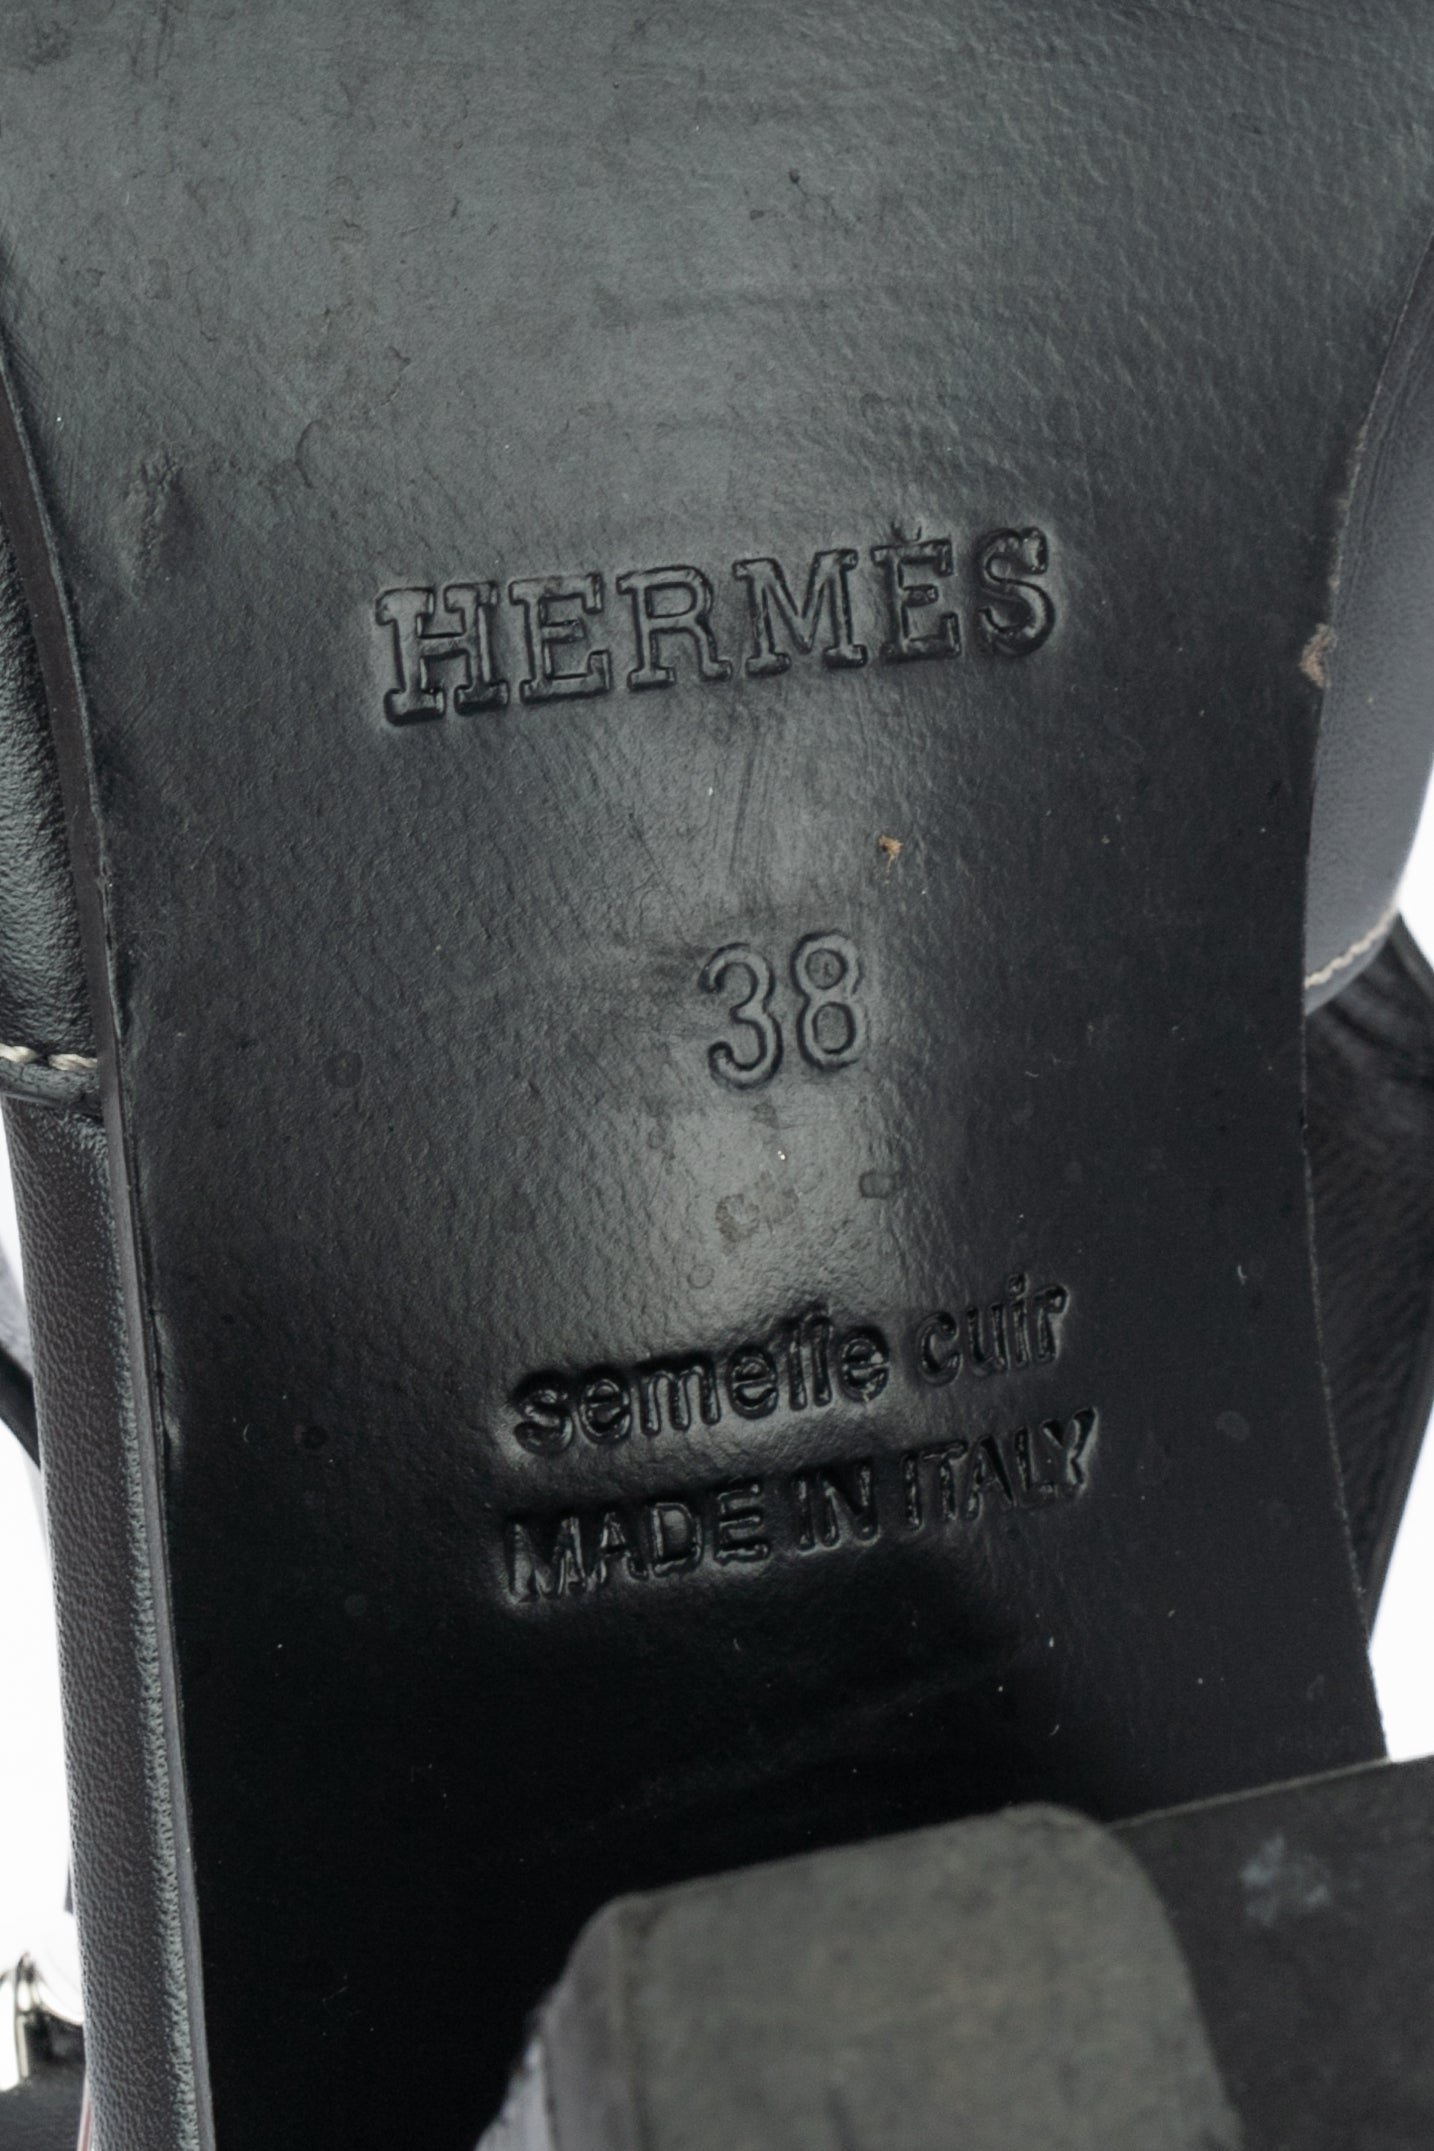 HERMÈS
38
semelle cuir
MADE IN ITALY